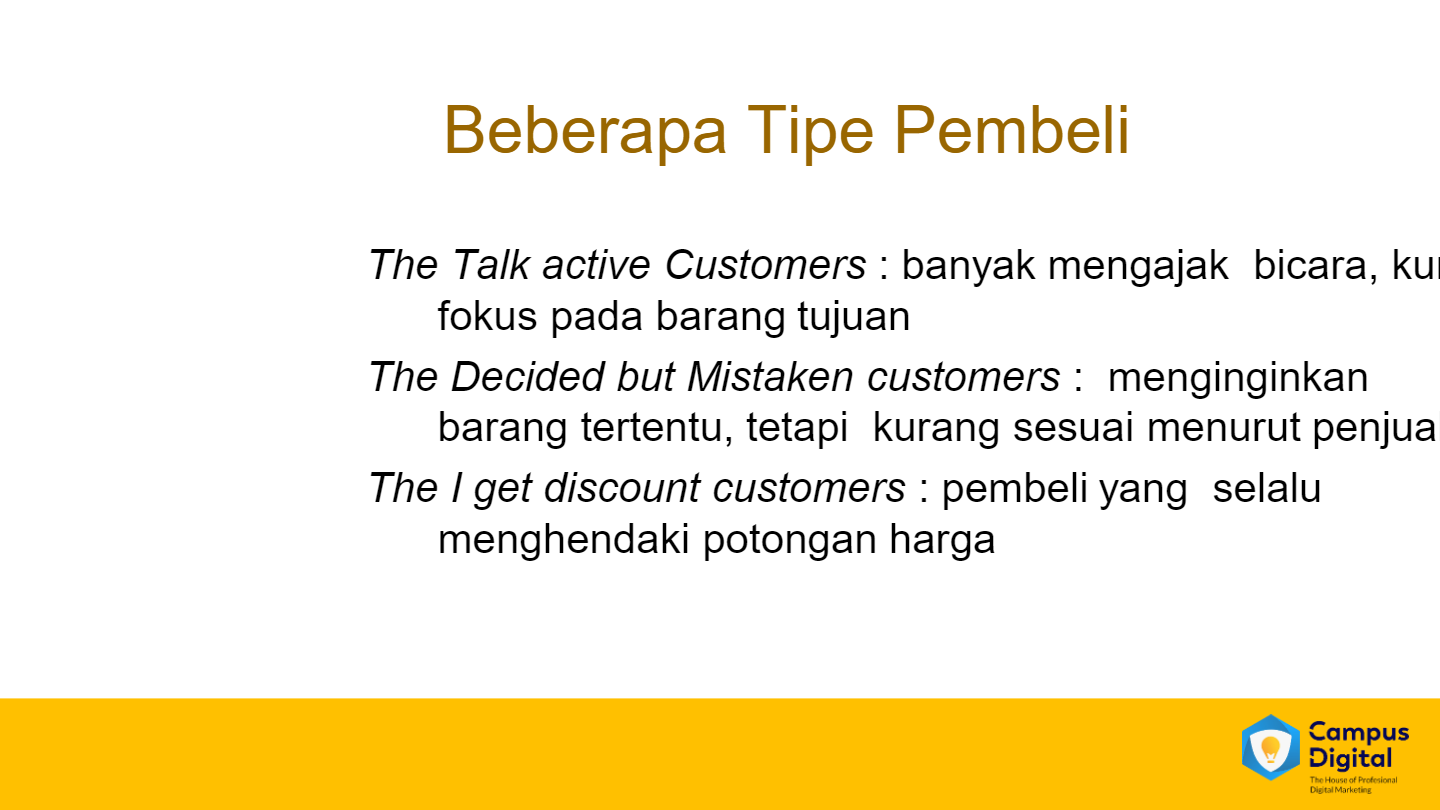 Beberapa Tipe Pembeli
The Talk active Customers : banyak mengajak bicara,
fokus pada barang tujuan
The Decided but Mistaken customers : menginginkan
barang tertentu, tetapi kurang sesuai menurut
The I get discount customers : pembeli yang selalu
menghendaki potongan harga
Campus
Digital
The House of Profesional
Digital Marketing